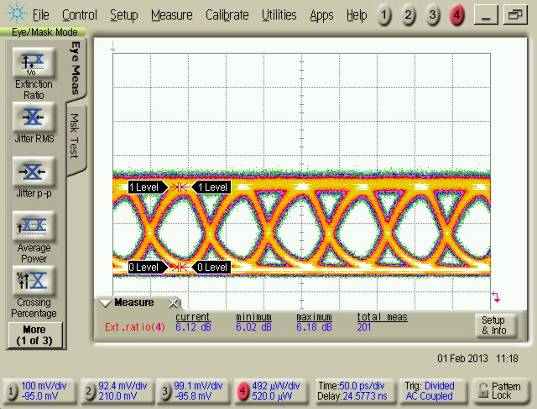 File Control Setup Measure Calibrate Utilities Apps Help 1 2 3 4
Eye/Mask Mode
Eye Meas
Msk Test
Extinction
Ratio
Jitter RMS
Jitter p-p
Average
Power
Crossing
Percentage
More
(1 of 3)
1 Level 1 Level
0 Level 0 Level
Measure
current minimum maximum total meas
Ext.ratio(4) 6.12 dB 6.02 dB 6.18 dB 201
Setup
& Info
01 Feb 2013 11:18
1 100 mV/div
-95.0 mV
2 92.4 mV/div
210.0 mV
3 99.1 mV/div
-95.8 mV
4 492 µW/div
520.0 µW
Time:50.0 ps/div
Delay:24.5773 ns
Trig: Divided
AC Coupled
Pattern
Lock